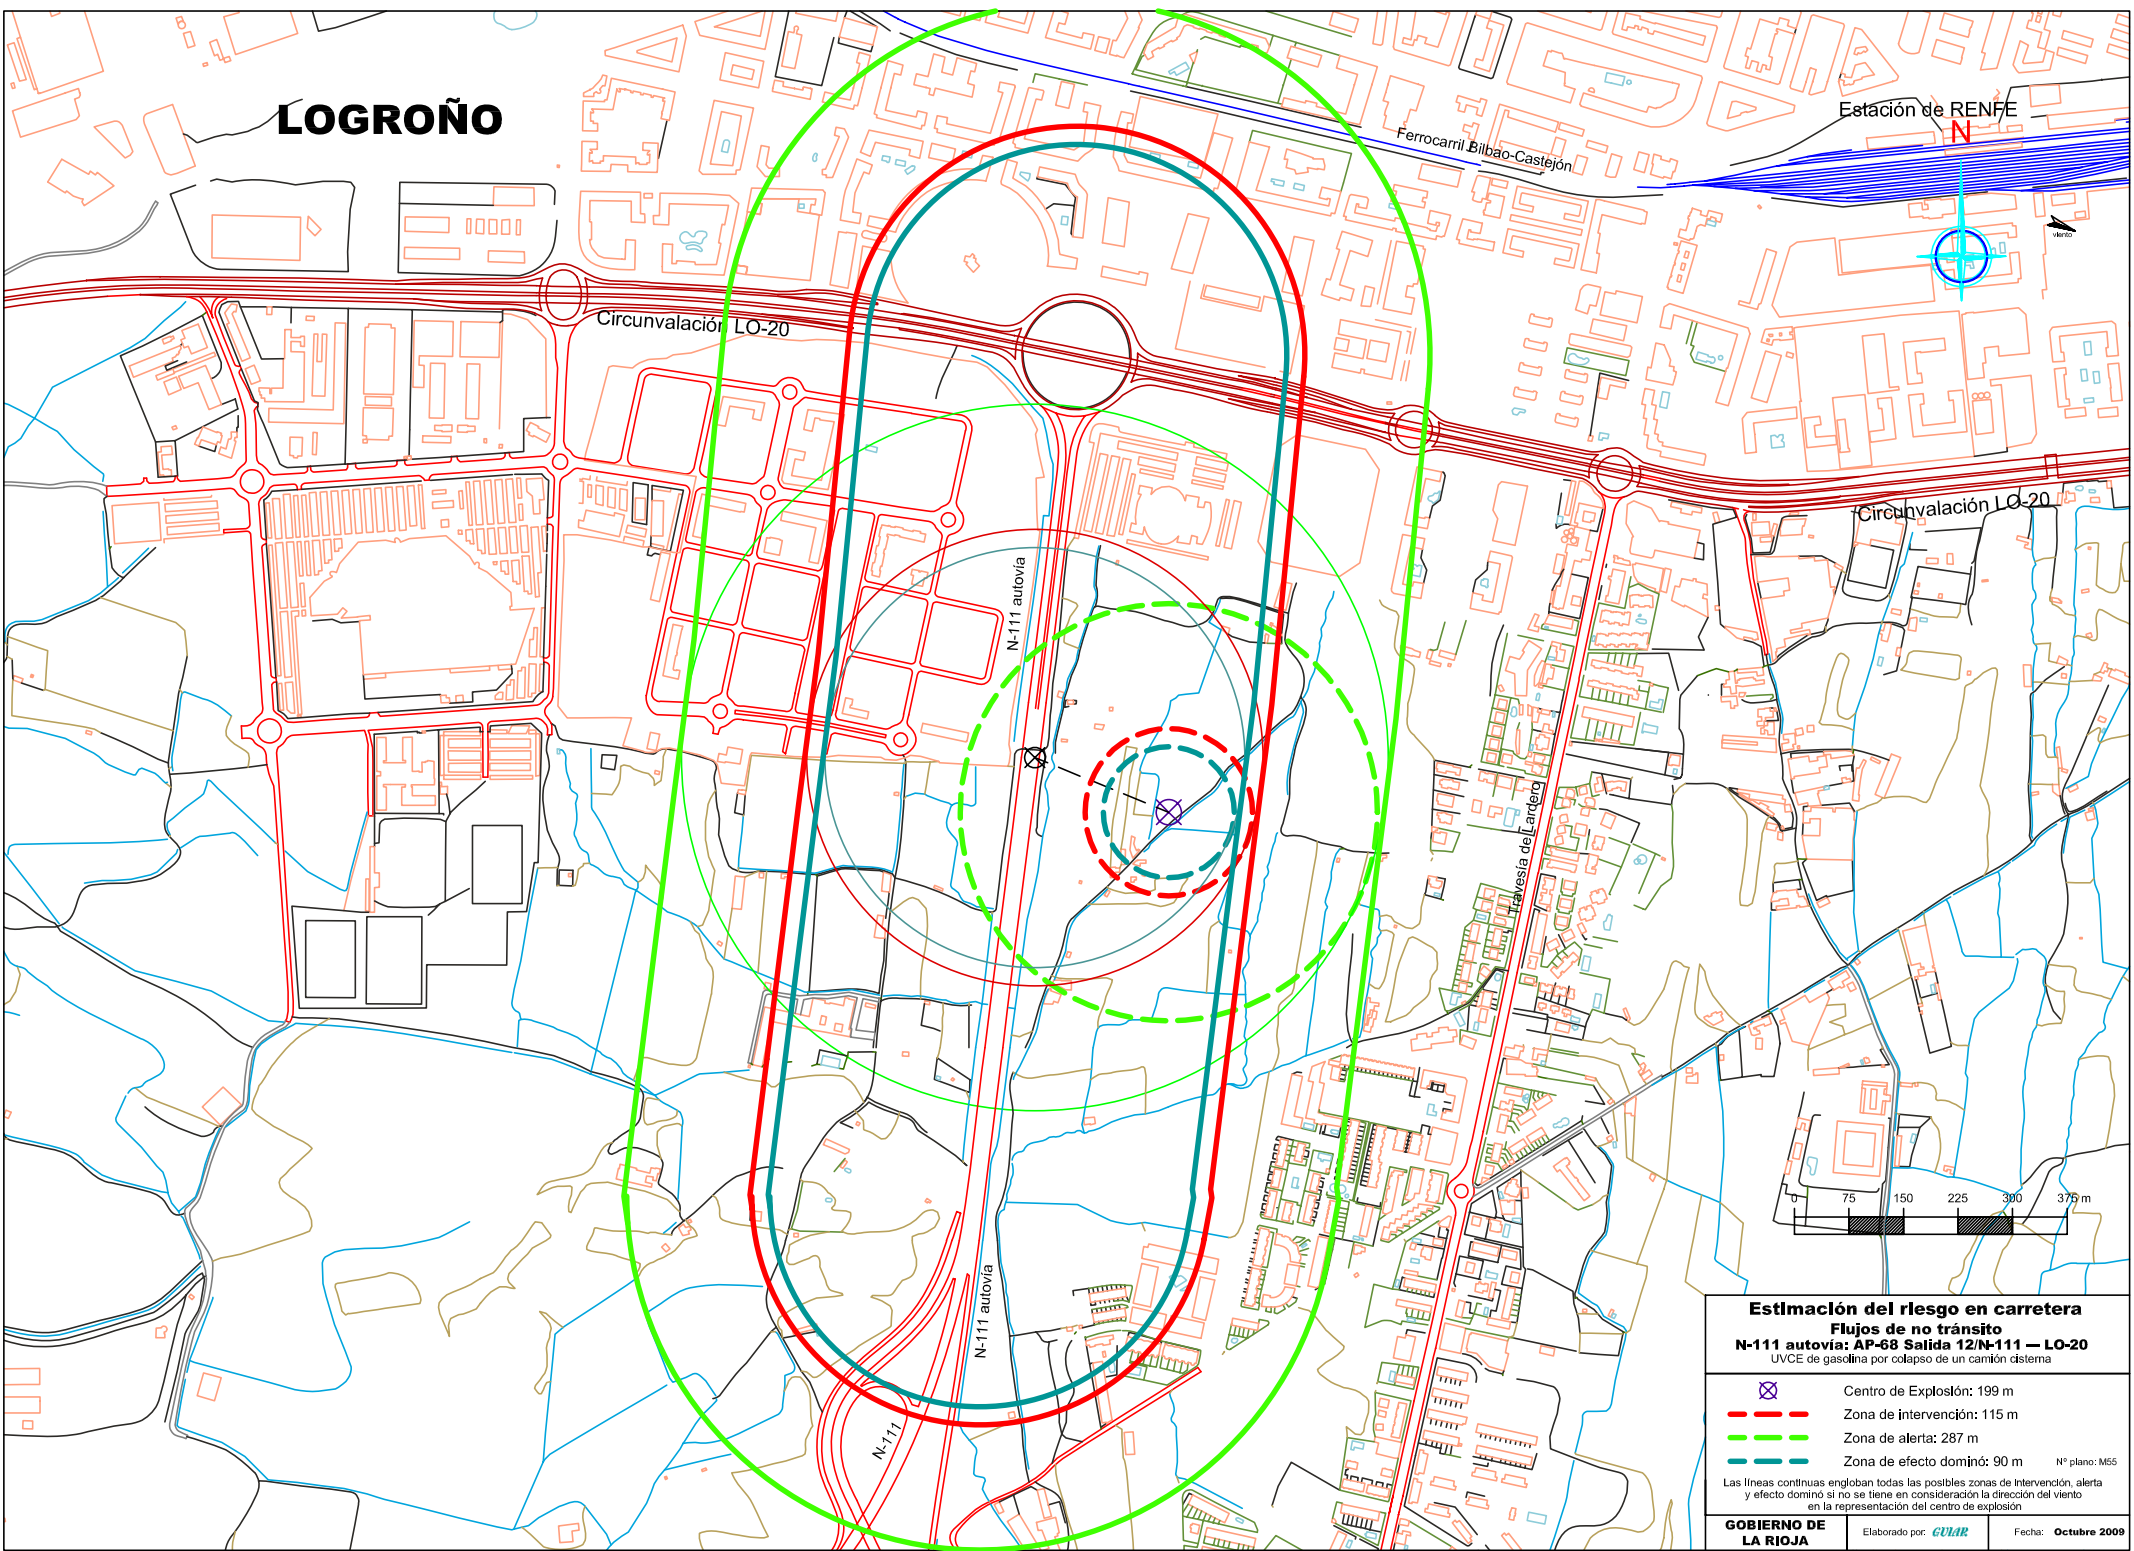 LOGROÑO
Estación de RENFE
N
Ferrocarril Bilbao-Castejón
viento
Circunvalación LO-20
Circunvalación LO-20
N-111 autovía
Travesía de Lardero
N-111 autovía
N-111
0 75 150 225 300 375 m
Estimación del riesgo en carretera
Flujos de no tránsito
N-111 autovía: AP-68 Salida 12/N-111 — LO-20
UVCE de gasolina por colapso de un camión cisterna
Centro de Explosión: 199 m
Zona de intervención: 115 m
Zona de alerta: 287 m
Zona de efecto dominó: 90 m
Nº plano: M55
Las líneas continuas engloban todas las posibles zonas de intervención, alerta
y efecto dominó si no se tiene en consideración la dirección del viento
en la representación del centro de explosión
GOBIERNO DE
LA RIOJA
Elaborado por: GUIAR
Fecha: Octubre 2009